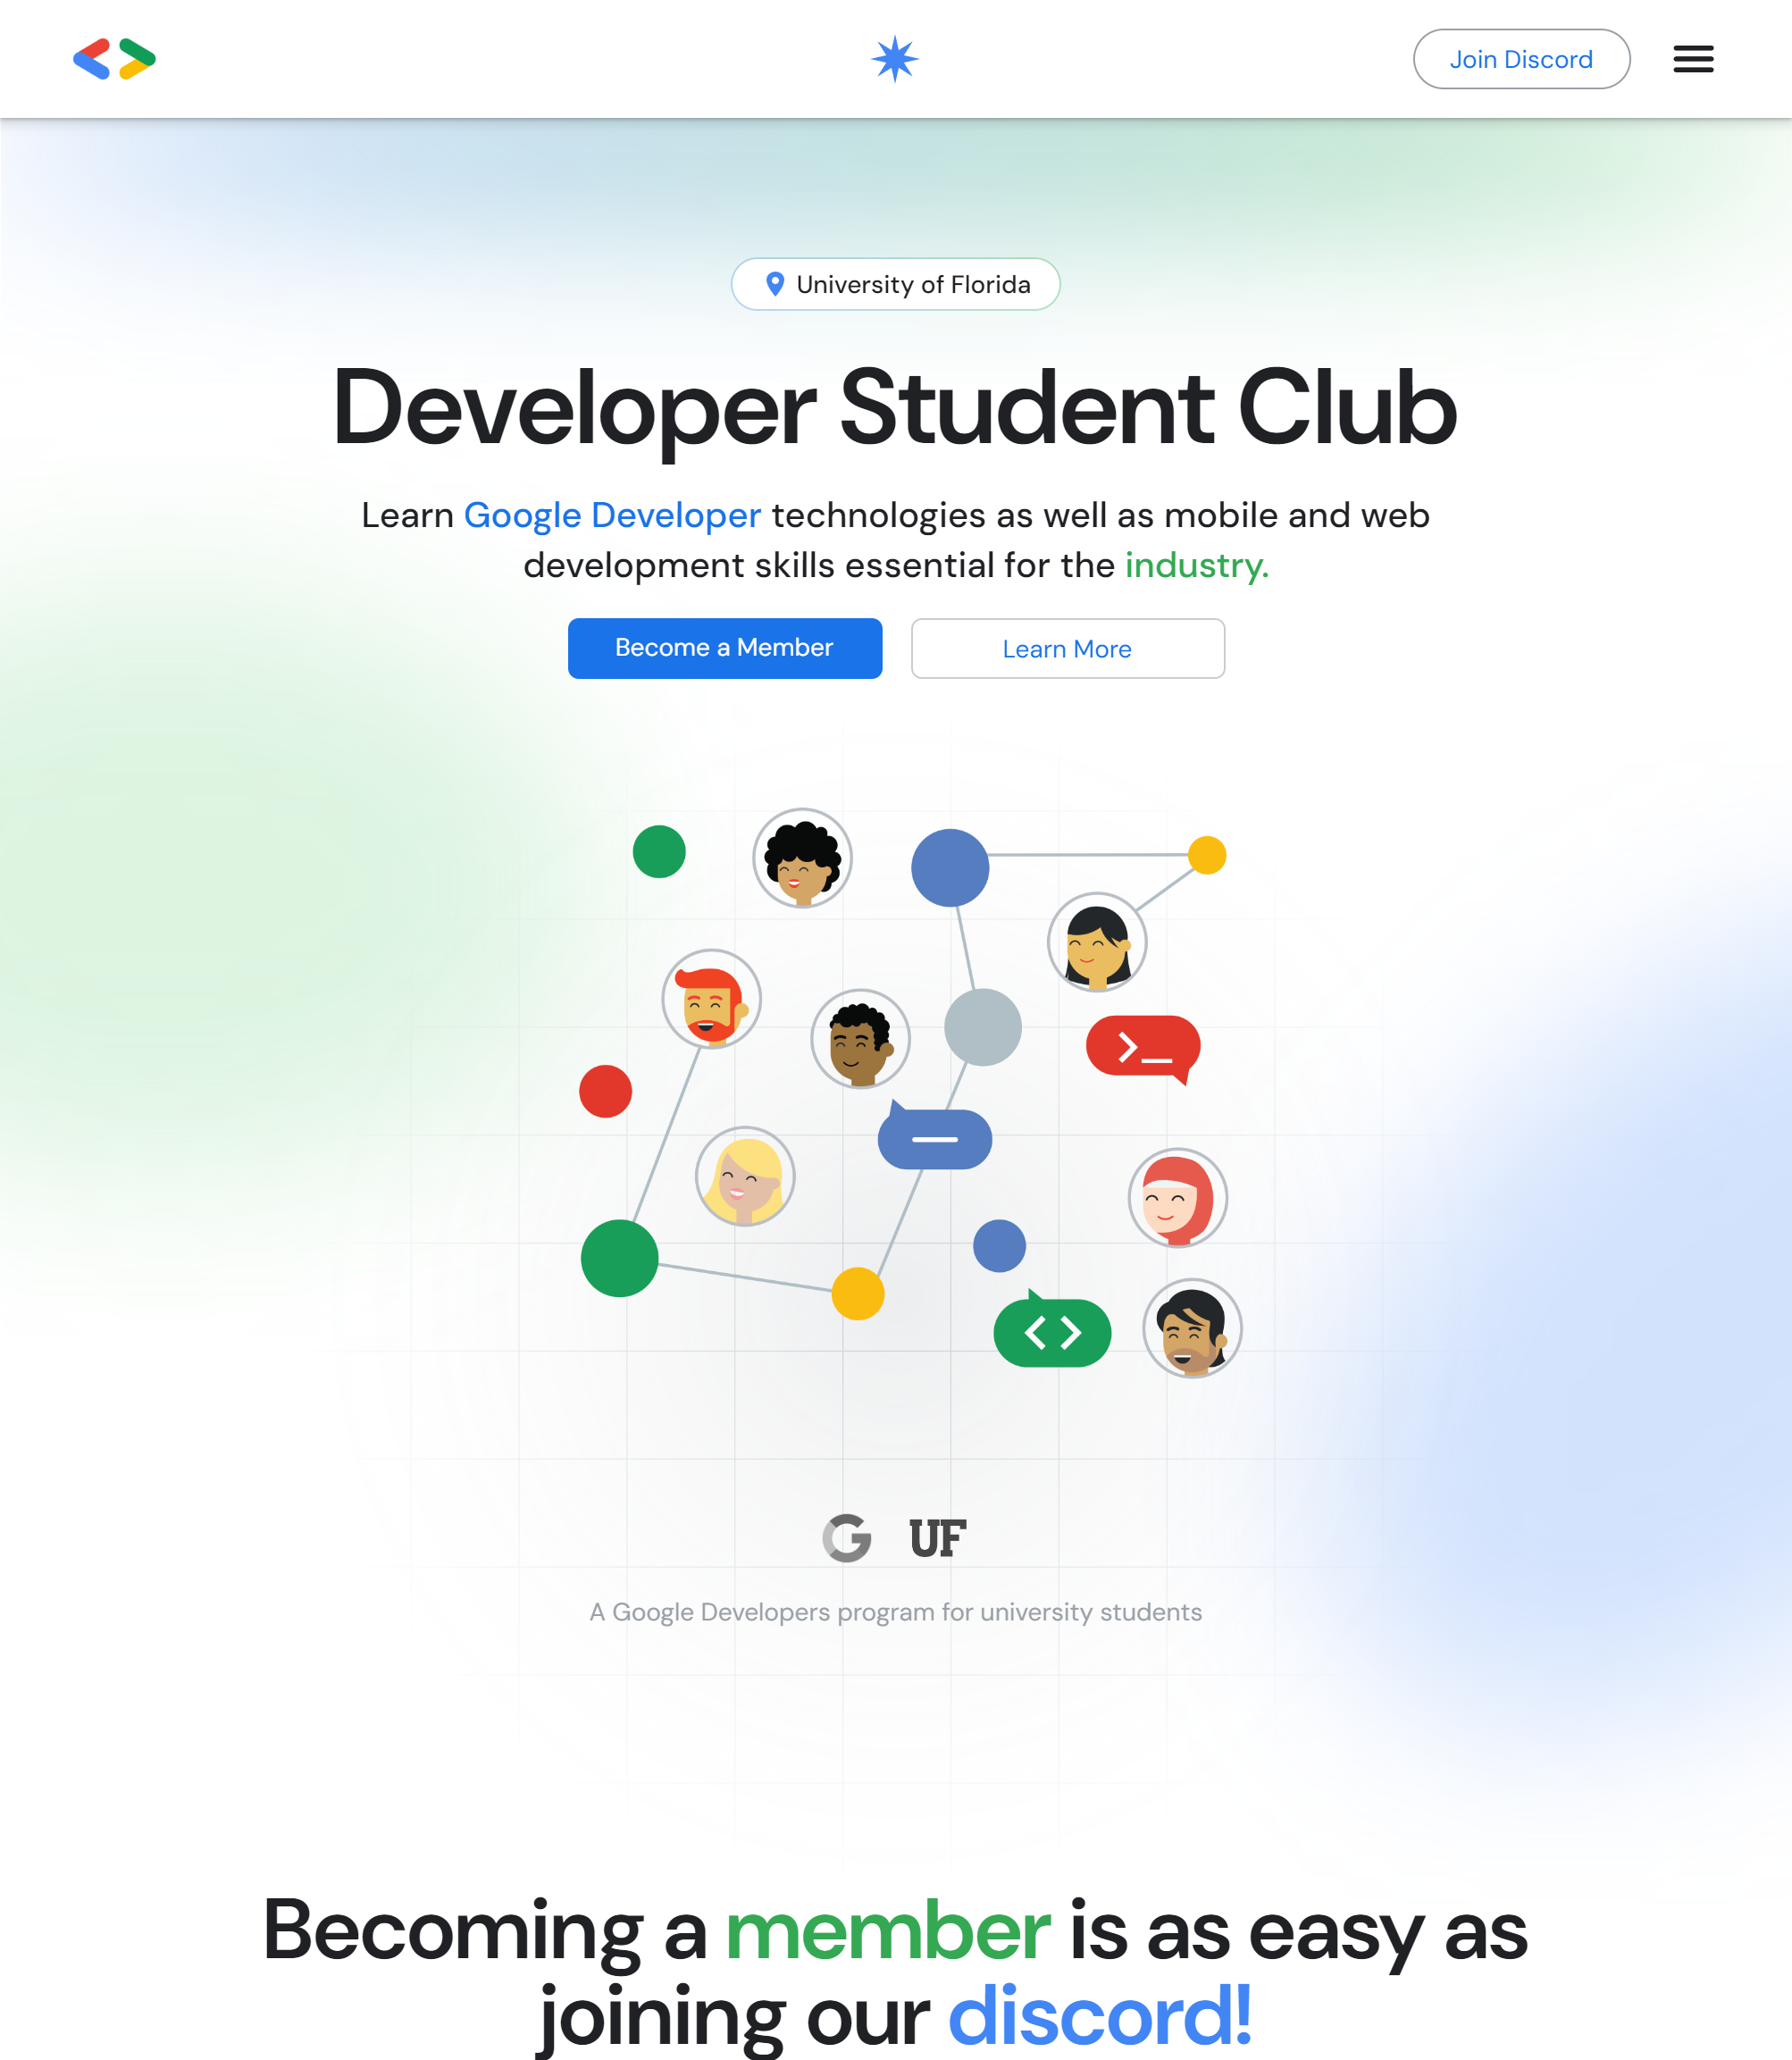 Join Discord
University of Florida
Developer Student Club
Learn Google Developer technologies as well as mobile and web
development skills essential for the industry.
Become a Member
Learn More
>_
<>
G UF
A Google Developers program for university students
Becoming a member is as easy as
joining our discord!